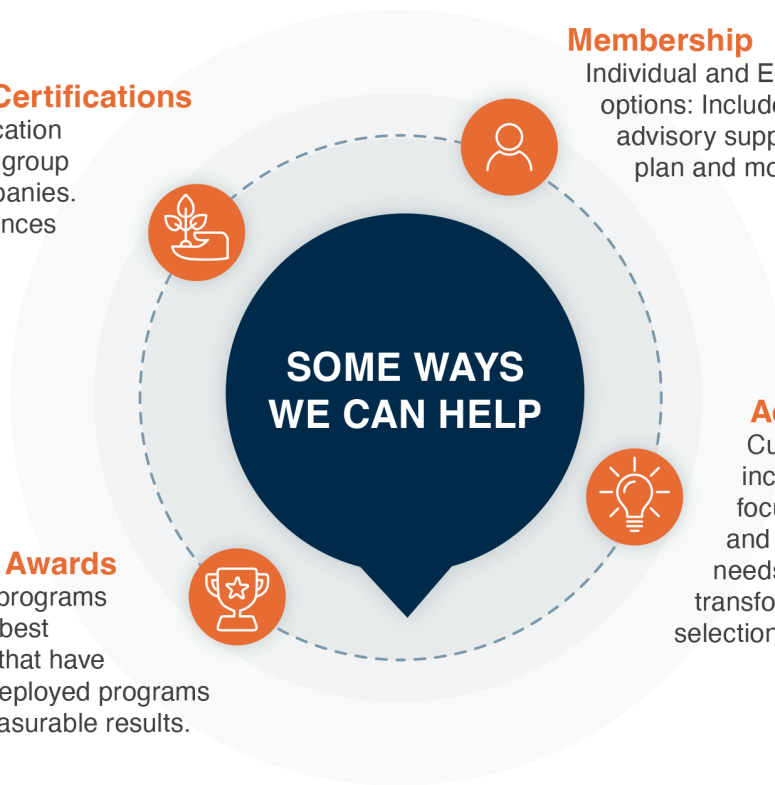 Membership
Individual and E
options: Include
advisory supp
plan and mo
Certifications
cation
group
panies.
nces
SOME WAYS
WE CAN HELP
Ad
Cu
inc
focu
and
needs
transfo
selection
Awards
programs
best
that have
eployed programs
asurable results.